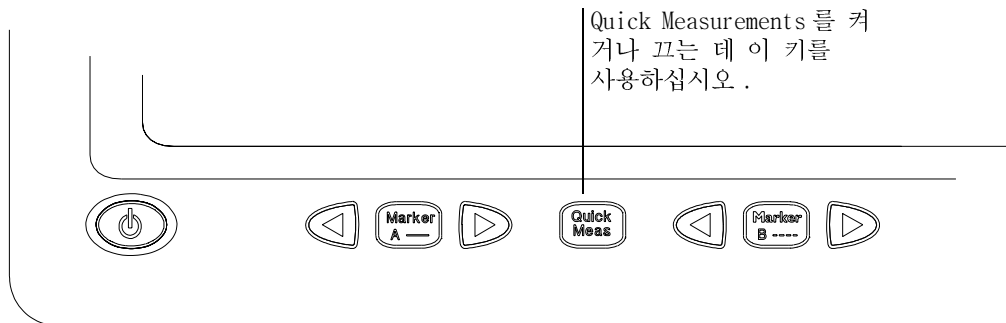 Quick Measurements 를 켜
거나 끄는 데 이 키를
사용하십시오 .
Marker
A —
Quick
Meas
Marker
B ----